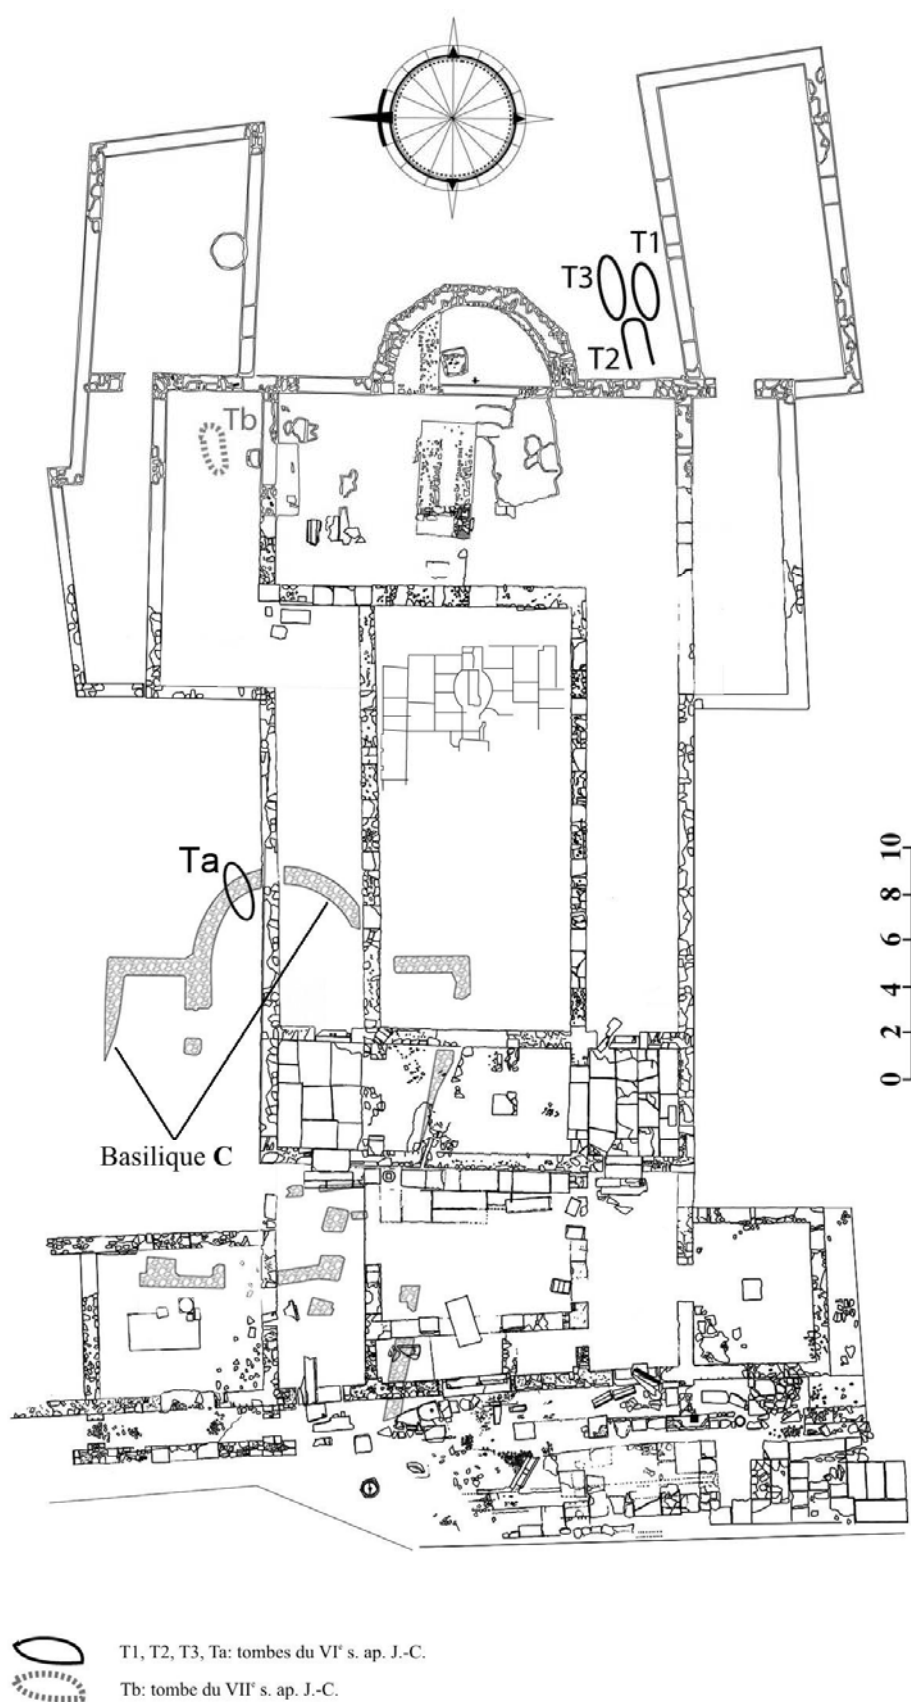 T1
T3
T2
Tb
Ta
10
8
6
4
2
0
Basilique C
T1, T2, T3, Ta: tombes du VIᵉ s. ap. J.-C.
Tb: tombe du VIIᵉ s. ap. J.-C.